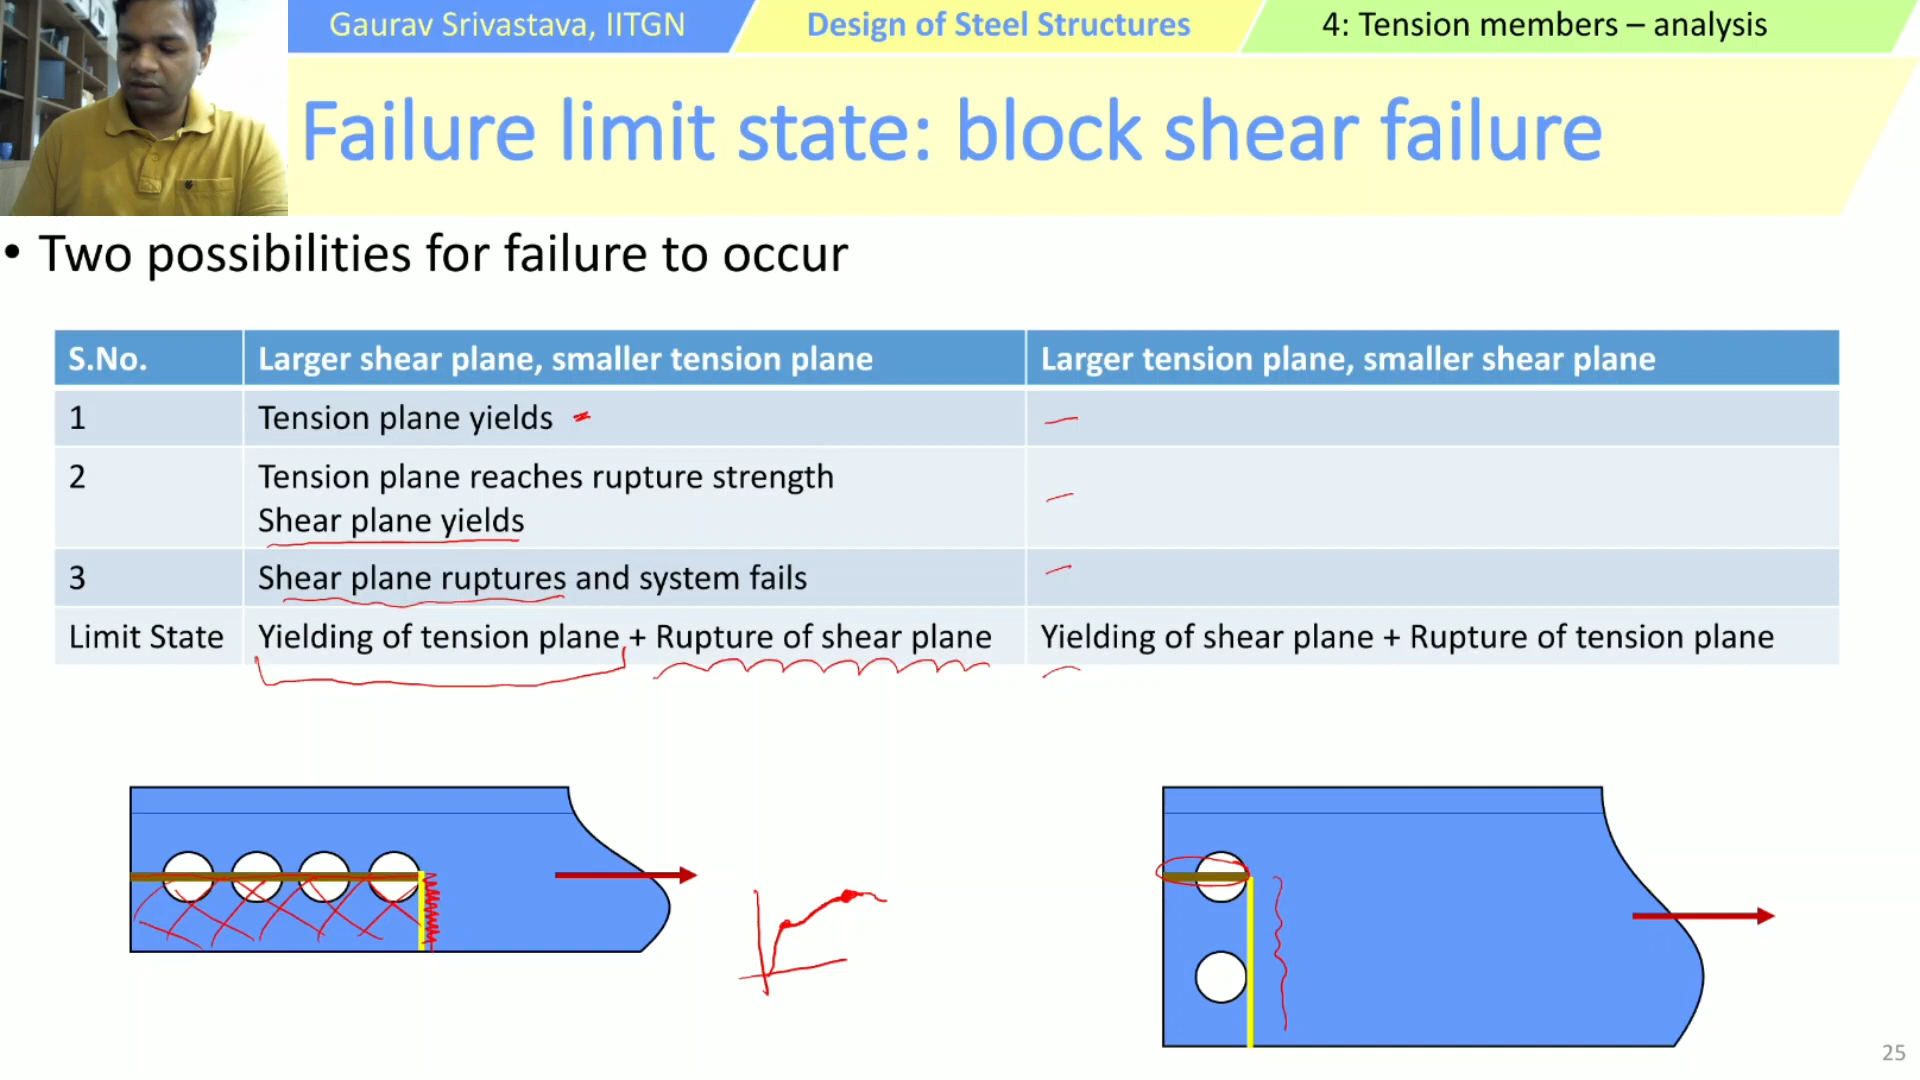 Gaurav Srivastava, IITGN
Design of Steel Structures
4: Tension members – analysis
Failure limit state: block shear failure
• Two possibilities for failure to occur
S.No.
Larger shear plane, smaller tension plane
Larger tension plane, smaller shear plane
1
Tension plane yields
2
Tension plane reaches rupture strength
Shear plane yields
3
Shear plane ruptures and system fails
Limit State
Yielding of tension plane + Rupture of shear plane
Yielding of shear plane + Rupture of tension plane
25